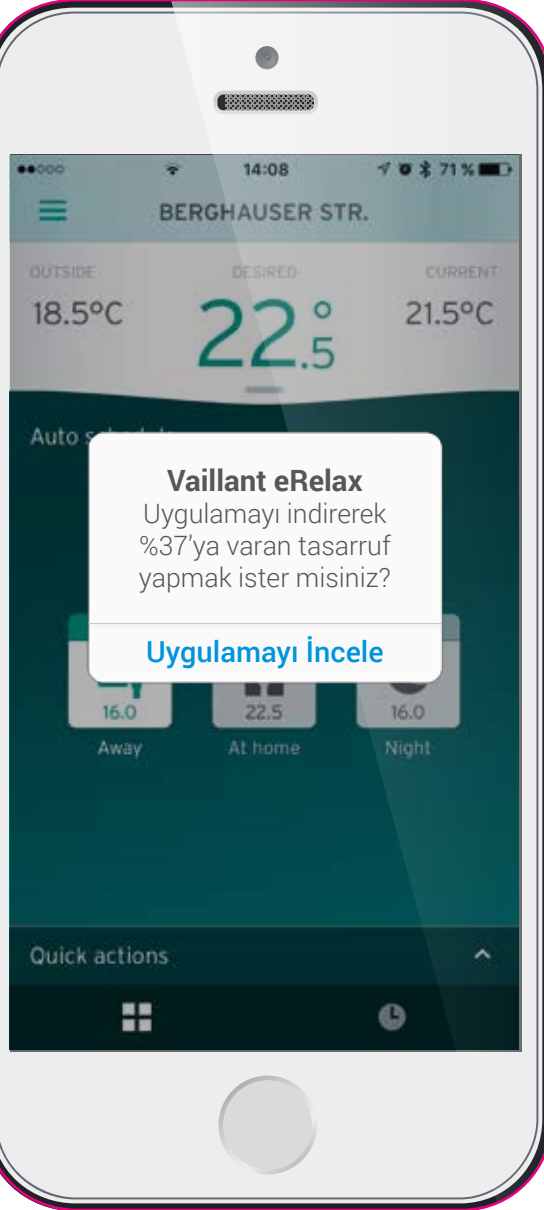 14:08 71 %
BERGHAUSER STR.
OUTSIDE DESIRED CURRENT
18.5°C 22.5° 21.5°C
Auto schedule
Vaillant eRelax
Uygulamayı indirerek
%37'ya varan tasarruf
yapmak ister misiniz?
Uygulamayı İncele
16.0 22.5 16.0
Away At home Night
Quick actions